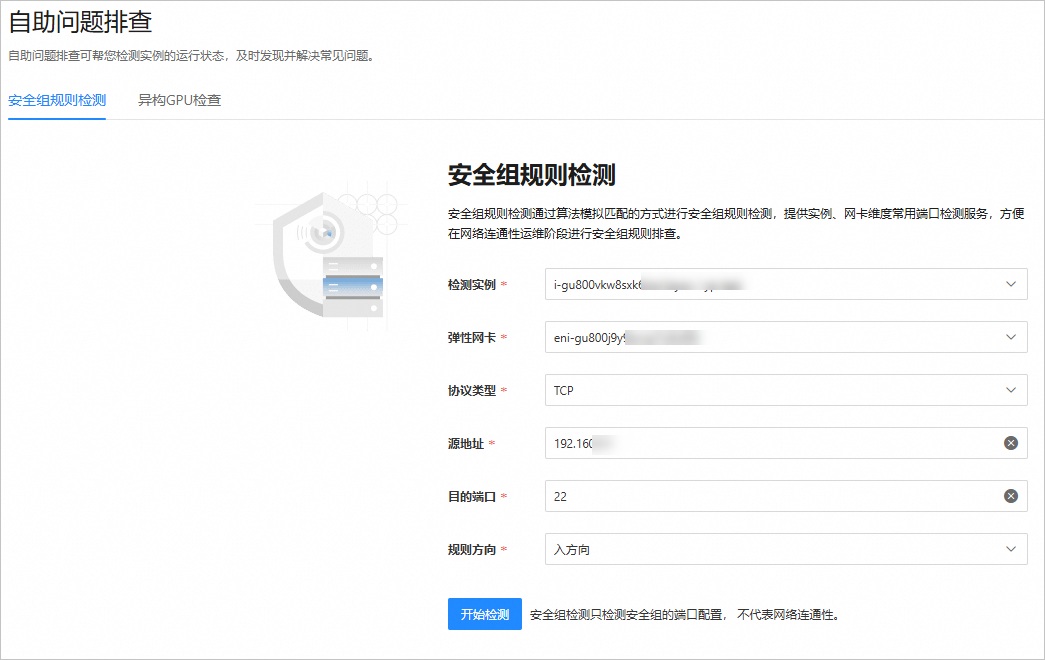 自助问题排查
自助问题排查可帮您检测实例的运行状态，及时发现并解决常见问题。
安全组规则检测 异构GPU检查
安全组规则检测
安全组规则检测通过算法模拟匹配的方式进行安全组规则检测，提供实例、网卡维度常用端口检测服务，方便
在网络连通性运维阶段进行安全组规则排查。
检测实例 * i-gu800vkw8sxk6
弹性网卡 * eni-gu800j9y9
协议类型 * TCP
源地址 * 192.160
目的端口 * 22
规则方向 * 入方向
开始检测 安全组检测只检测安全组的端口配置， 不代表网络连通性。